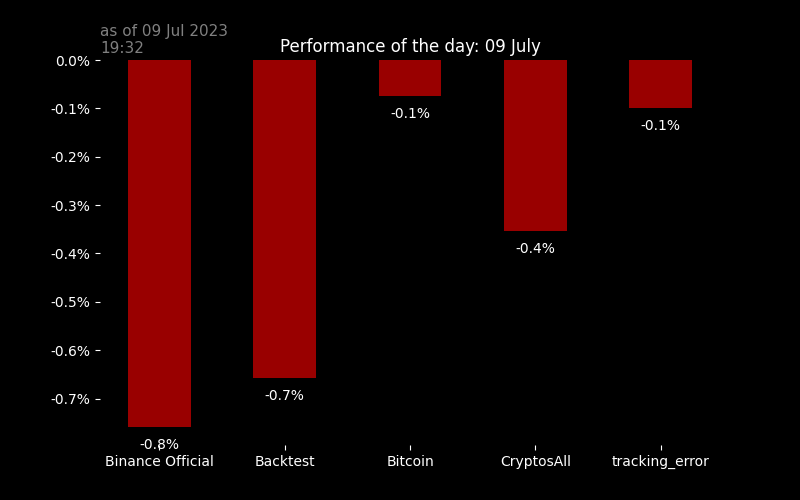 as of 09 Jul 2023
19:32
Performance of the day: 09 July
0.0%
-0.1%
-0.2%
-0.3%
-0.4%
-0.5%
-0.6%
-0.7%
-0.8%
-0.7%
-0.1%
-0.4%
-0.1%
Binance Official
Backtest
Bitcoin
CryptosAll
tracking_error